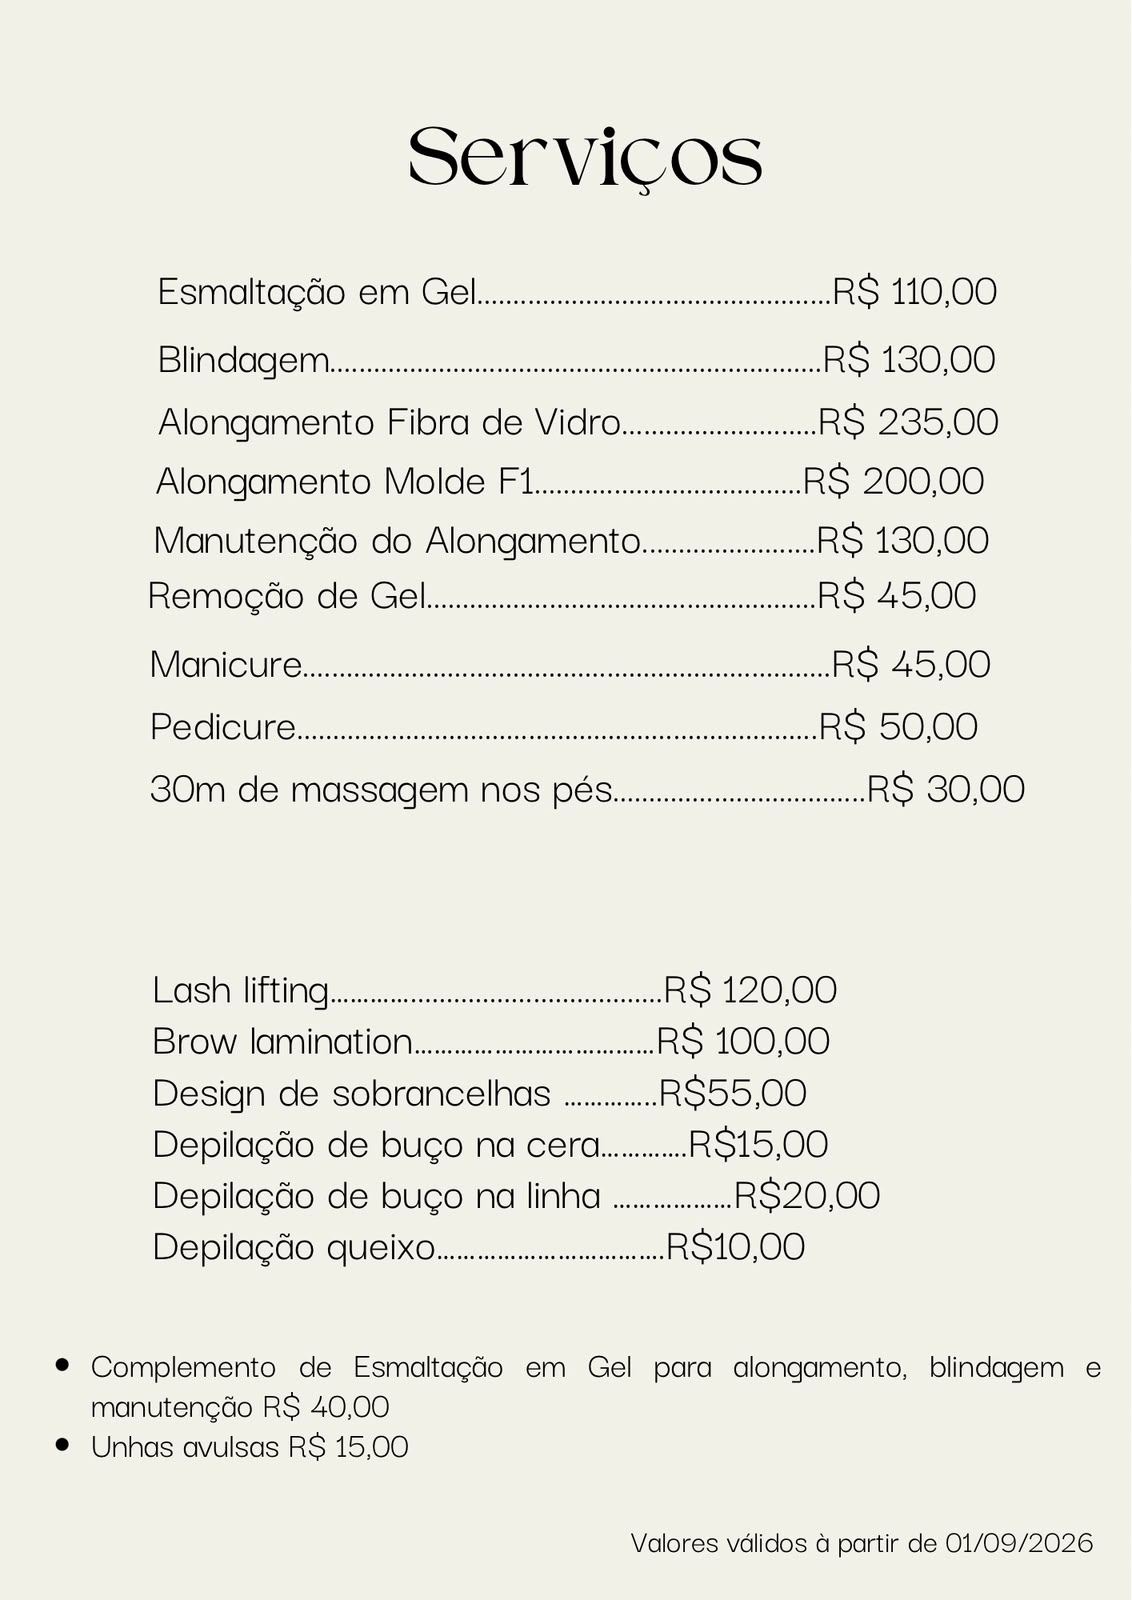 Serviços
Esmaltação em Gel.................................................R$ 110,00
Blindagem....................................................................R$ 130,00
Alongamento Fibra de Vidro...........................R$ 235,00
Alongamento Molde F1.....................................R$ 200,00
Manutenção do Alongamento........................R$ 130,00
Remoção de Gel......................................................R$ 45,00
Manicure.........................................................................R$ 45,00
Pedicure........................................................................R$ 50,00
30m de massagem nos pés...................................R$ 30,00
Lash lifting..............................................R$ 120,00
Brow lamination....................................R$ 100,00
Design de sobrancelhas ..............R$55,00
Depilação de buço na cera.............R$15,00
Depilação de buço na linha ..................R$20,00
Depilação queixo..................................R$10,00
• Complemento de Esmaltação em Gel para alongamento, blindagem e
manutenção R$ 40,00
• Unhas avulsas R$ 15,00
Valores válidos à partir de 01/09/2026